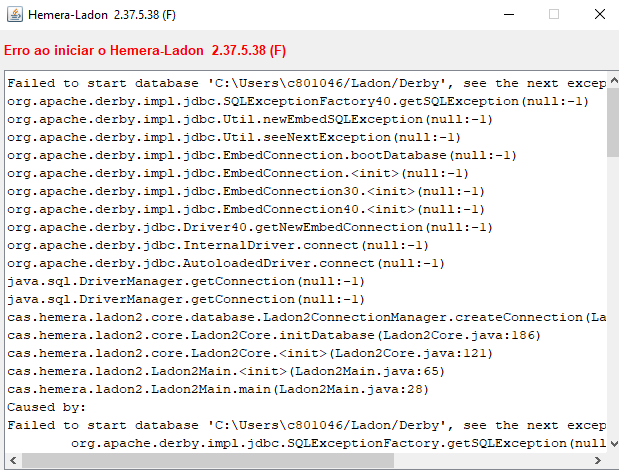 Hemera-Ladon 2.37.5.38 (F)
Erro ao iniciar o Hemera-Ladon 2.37.5.38 (F)
Failed to start database 'C:\Users\c801046/Ladon/Derby', see the next excep
org.apache.derby.impl.jdbc.SQLExceptionFactory40.getSQLException(null:-1)
org.apache.derby.impl.jdbc.Util.newEmbedSQLException(null:-1)
org.apache.derby.impl.jdbc.Util.seeNextException(null:-1)
org.apache.derby.impl.jdbc.EmbedConnection.bootDatabase(null:-1)
org.apache.derby.impl.jdbc.EmbedConnection.<init>(null:-1)
org.apache.derby.impl.jdbc.EmbedConnection30.<init>(null:-1)
org.apache.derby.impl.jdbc.EmbedConnection40.<init>(null:-1)
org.apache.derby.jdbc.Driver40.getNewEmbedConnection(null:-1)
org.apache.derby.jdbc.InternalDriver.connect(null:-1)
org.apache.derby.jdbc.AutoloadedDriver.connect(null:-1)
java.sql.DriverManager.getConnection(null:-1)
java.sql.DriverManager.getConnection(null:-1)
cas.hemera.ladon2.core.database.Ladon2ConnectionManager.createConnection(La
cas.hemera.ladon2.core.Ladon2Core.initDatabase(Ladon2Core.java:186)
cas.hemera.ladon2.core.Ladon2Core.<init>(Ladon2Core.java:121)
cas.hemera.ladon2.Ladon2Main.<init>(Ladon2Main.java:65)
cas.hemera.ladon2.Ladon2Main.main(Ladon2Main.java:28)
Caused by:
Failed to start database 'C:\Users\c801046/Ladon/Derby', see the next excep
org.apache.derby.impl.jdbc.SQLExceptionFactory.getSQLException(null